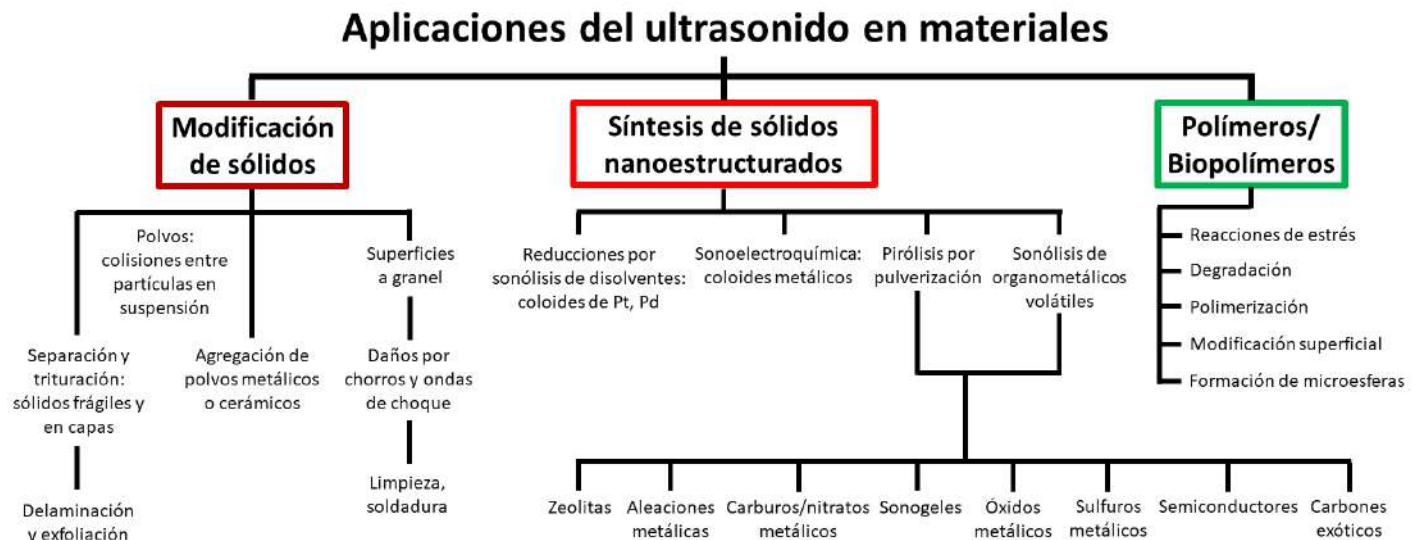 Aplicaciones del ultrasonido en materiales
Modificación
de sólidos
Síntesis de sólidos
nanoestructurados
Polímeros/
Biopolímeros
Polvos:
colisiones entre
partículas en
suspensión
Superficies
a granel
Separación y
trituración:
sólidos frágiles y
en capas
Agregación de
polvos metálicos
o cerámicos
Daños por
chorros y ondas
de choque
Delaminación
y exfoliación
Limpieza,
soldadura
Reducciones por
sonólisis de disolventes:
coloides de Pt, Pd
Sonoelectroquímica:
coloides metálicos
Pirólisis por
pulverización
Sonólisis de
organometálicos
volátiles
Zeolitas
Aleaciones
metálicas
Carburos/nitratos
metálicos
Sonogeles
Óxidos
metálicos
Sulfuros
metálicos
Semiconductores
Carbones
exóticos
Reacciones de estrés
Degradación
Polimerización
Modificación superficial
Formación de microesferas